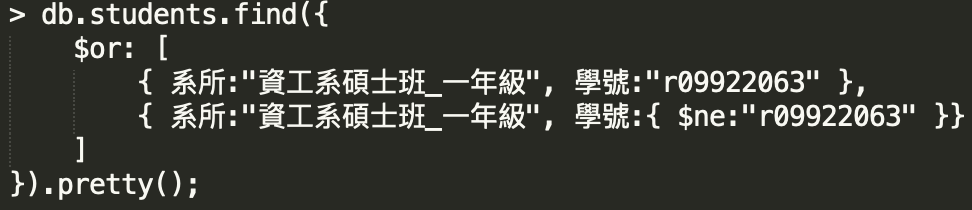 > db.students.find({
    $or: [
        { 系所:"資工系碩士班_一年級", 學號:"r09922063" },
        { 系所:"資工系碩士班_一年級", 學號:{ $ne:"r09922063" }}
    ]
}).pretty();